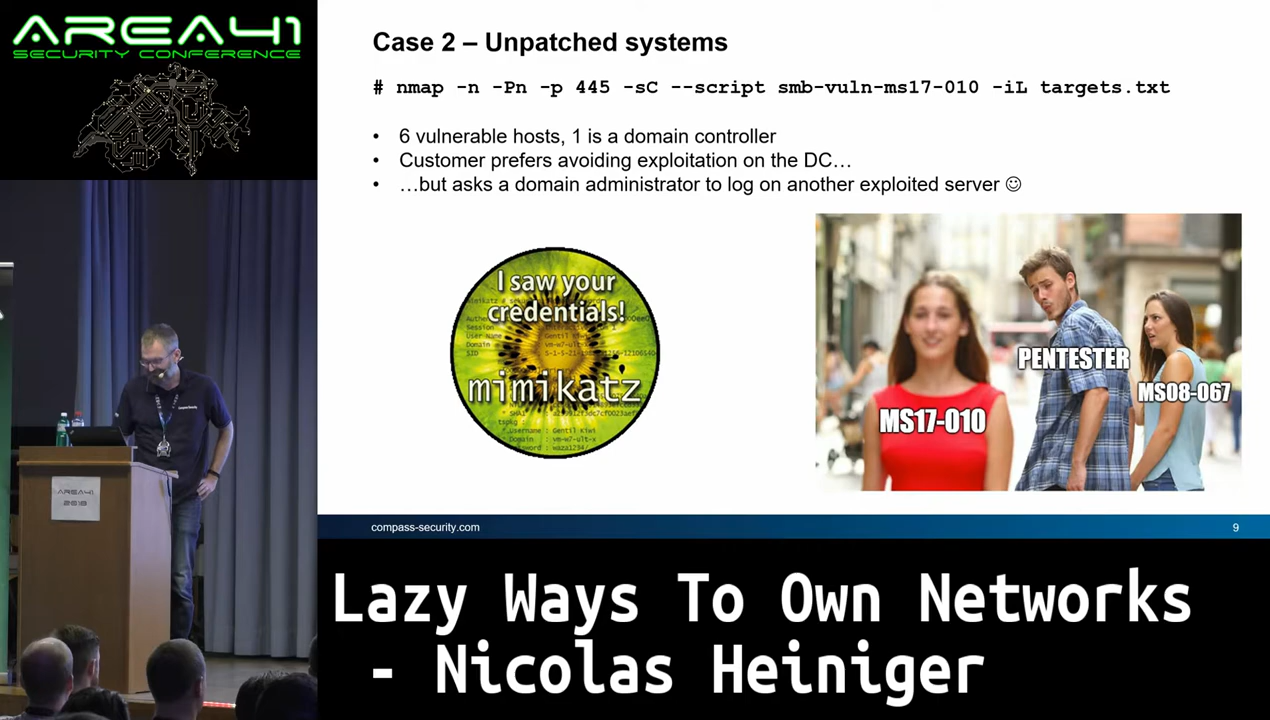 AREA41
SECURITY CONFERENCE
Case 2 – Unpatched systems
# nmap -n -Pn -p 445 -sC --script smb-vuln-ms17-010 -iL targets.txt
• 6 vulnerable hosts, 1 is a domain controller
• Customer prefers avoiding exploitation on the DC…
• …but asks a domain administrator to log on another exploited server ☺
I saw your
credentials!
mimikatz
PENTESTER
MS08-067
MS17-010
AREA41
2018
compass-security.com
9
Lazy Ways To Own Networks
- Nicolas Heiniger